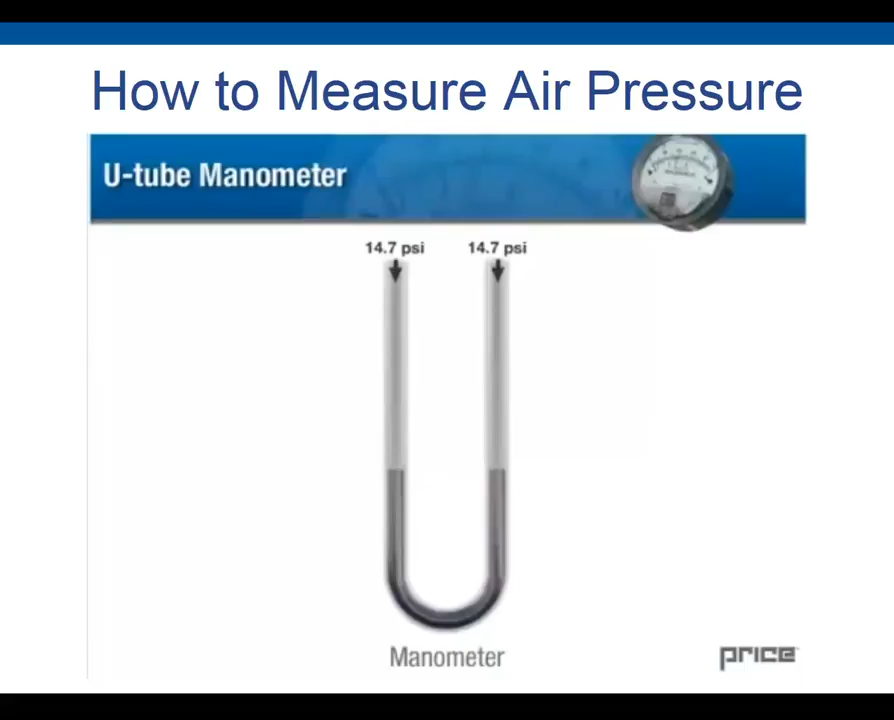 How to Measure Air Pressure
U-tube Manometer
14.7 psi 14.7 psi
Manometer
price